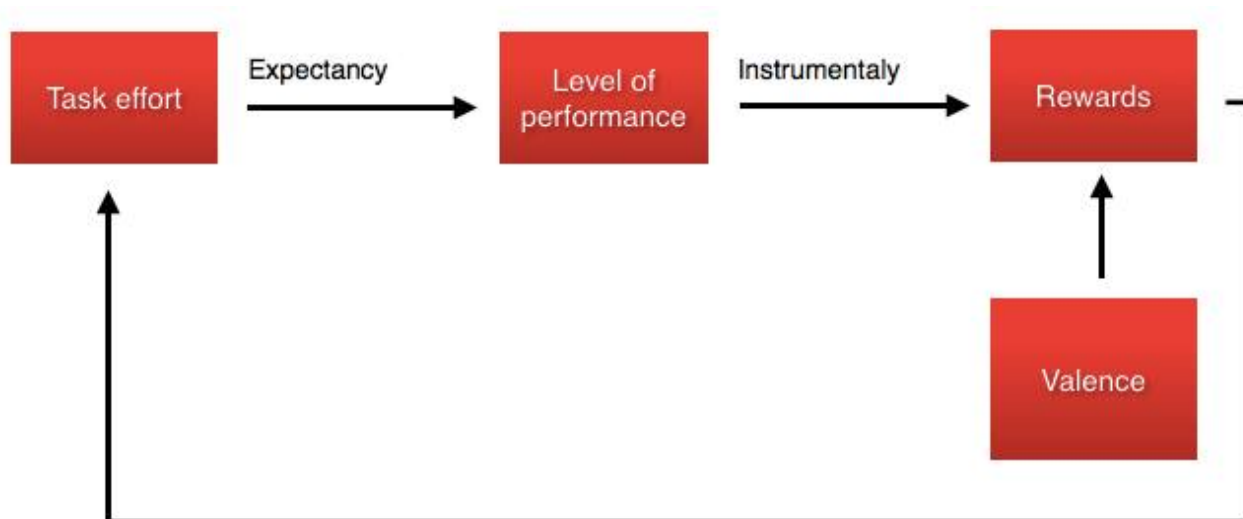 Task effort
Expectancy
Level of
performance
Instrumentaly
Rewards
Valence